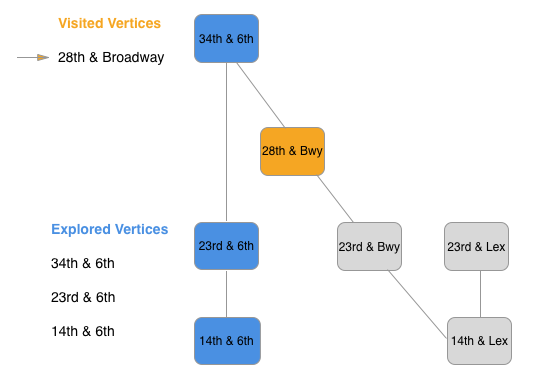 Visited Vertices
28th & Broadway
34th & 6th
28th & Bwy
Explored Vertices
34th & 6th
23rd & 6th
14th & 6th
23rd & 6th
23rd & Bwy
23rd & Lex
14th & 6th
14th & Lex